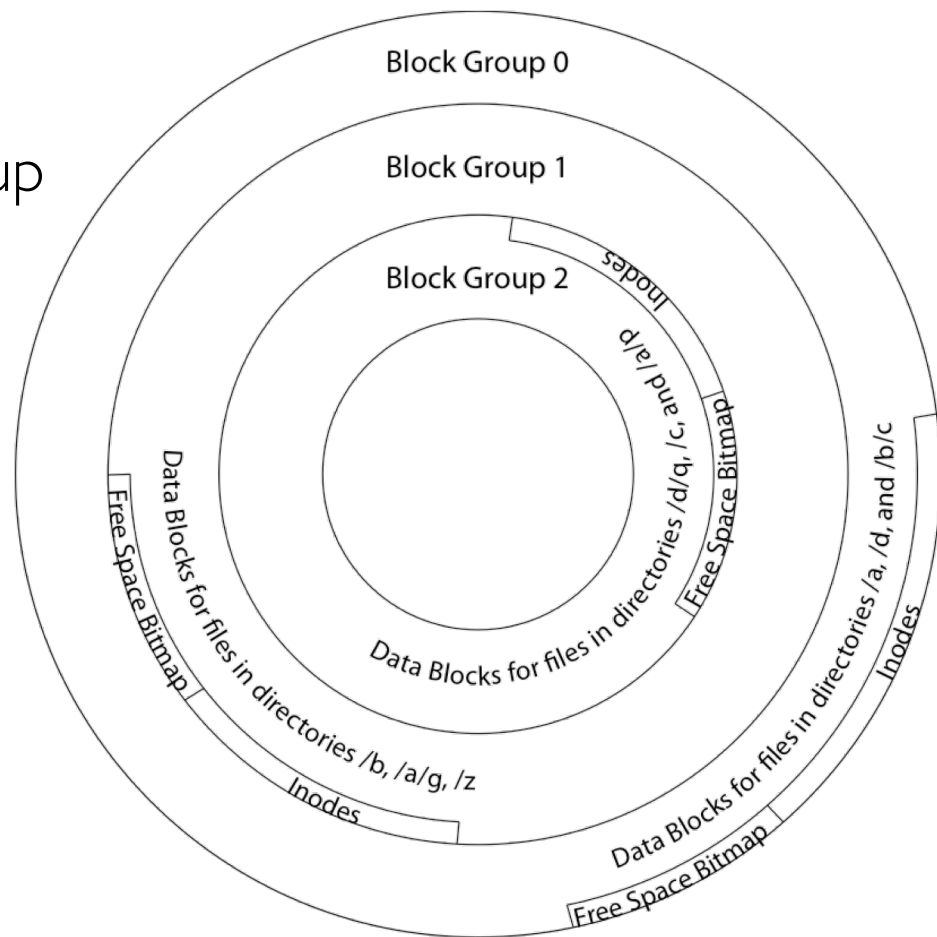 up
Block Group 0
Block Group 1
Block Group 2
Inodes
Free Space Bitmap
Data Blocks for files in directories /d/q, /c, and /a/p
Free Space Bitmap
Inodes
Data Blocks for files in directories /b, /a/g, /z
Inodes
Free Space Bitmap
Data Blocks for files in directories /a, /d, and /b/c